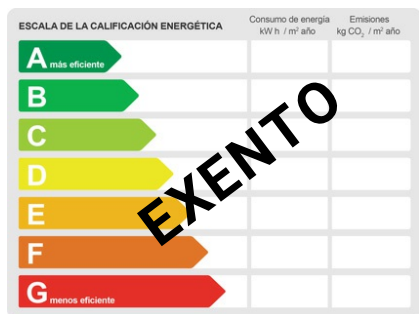 ESCALA DE LA CALIFICACIÓN ENERGÉTICA
Consumo de energía
kW h / m² año
Emisiones
kg CO₂ / m² año
A más eficiente
B
C
D
E
F
G menos eficiente
EXENTO